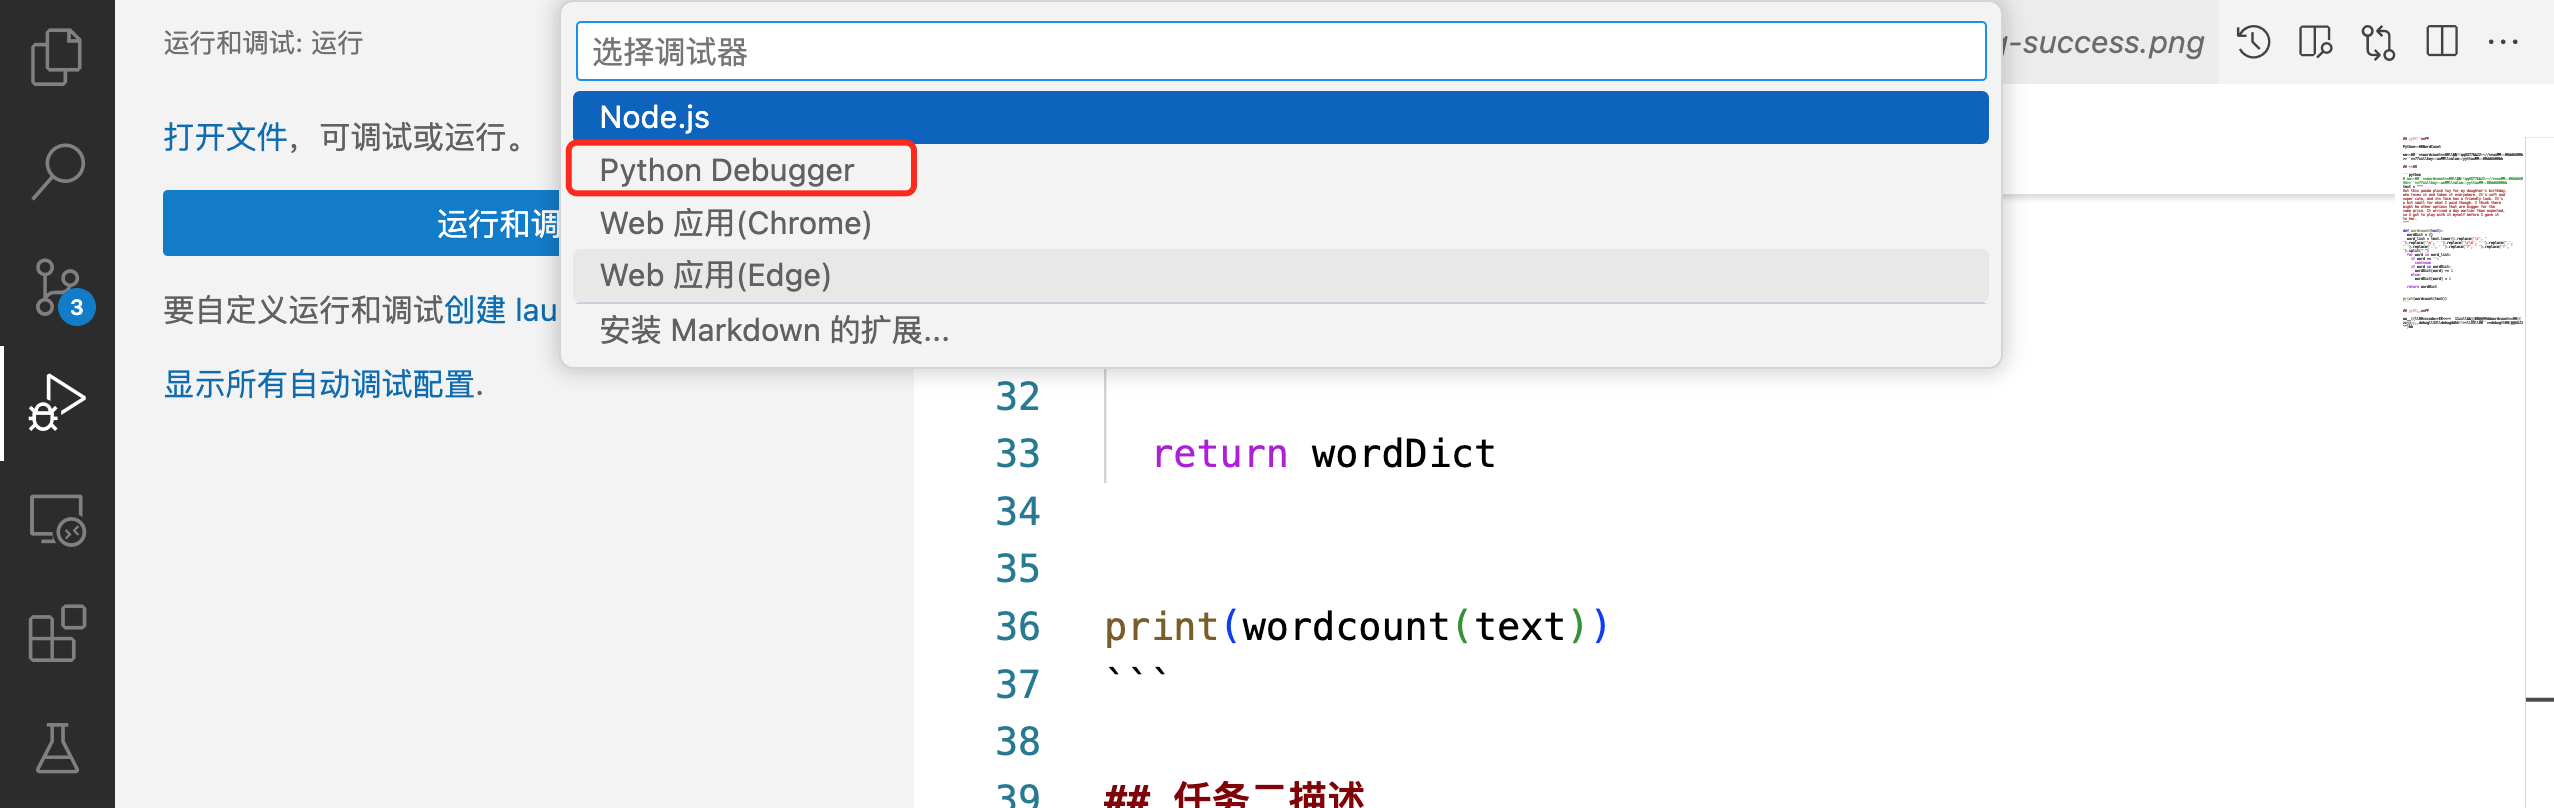 运行和调试: 运行
打开文件，可调试或运行。
运行和调
要自定义运行和调试创建 lau
显示所有自动调试配置.
3
选择调试器
Node.js
Python Debugger
Web 应用(Chrome)
Web 应用(Edge)
安装 Markdown 的扩展...
-success.png
32
33 return wordDict
34
35
36 print(wordcount(text))
37 ```
38
39 ## 任务二描述